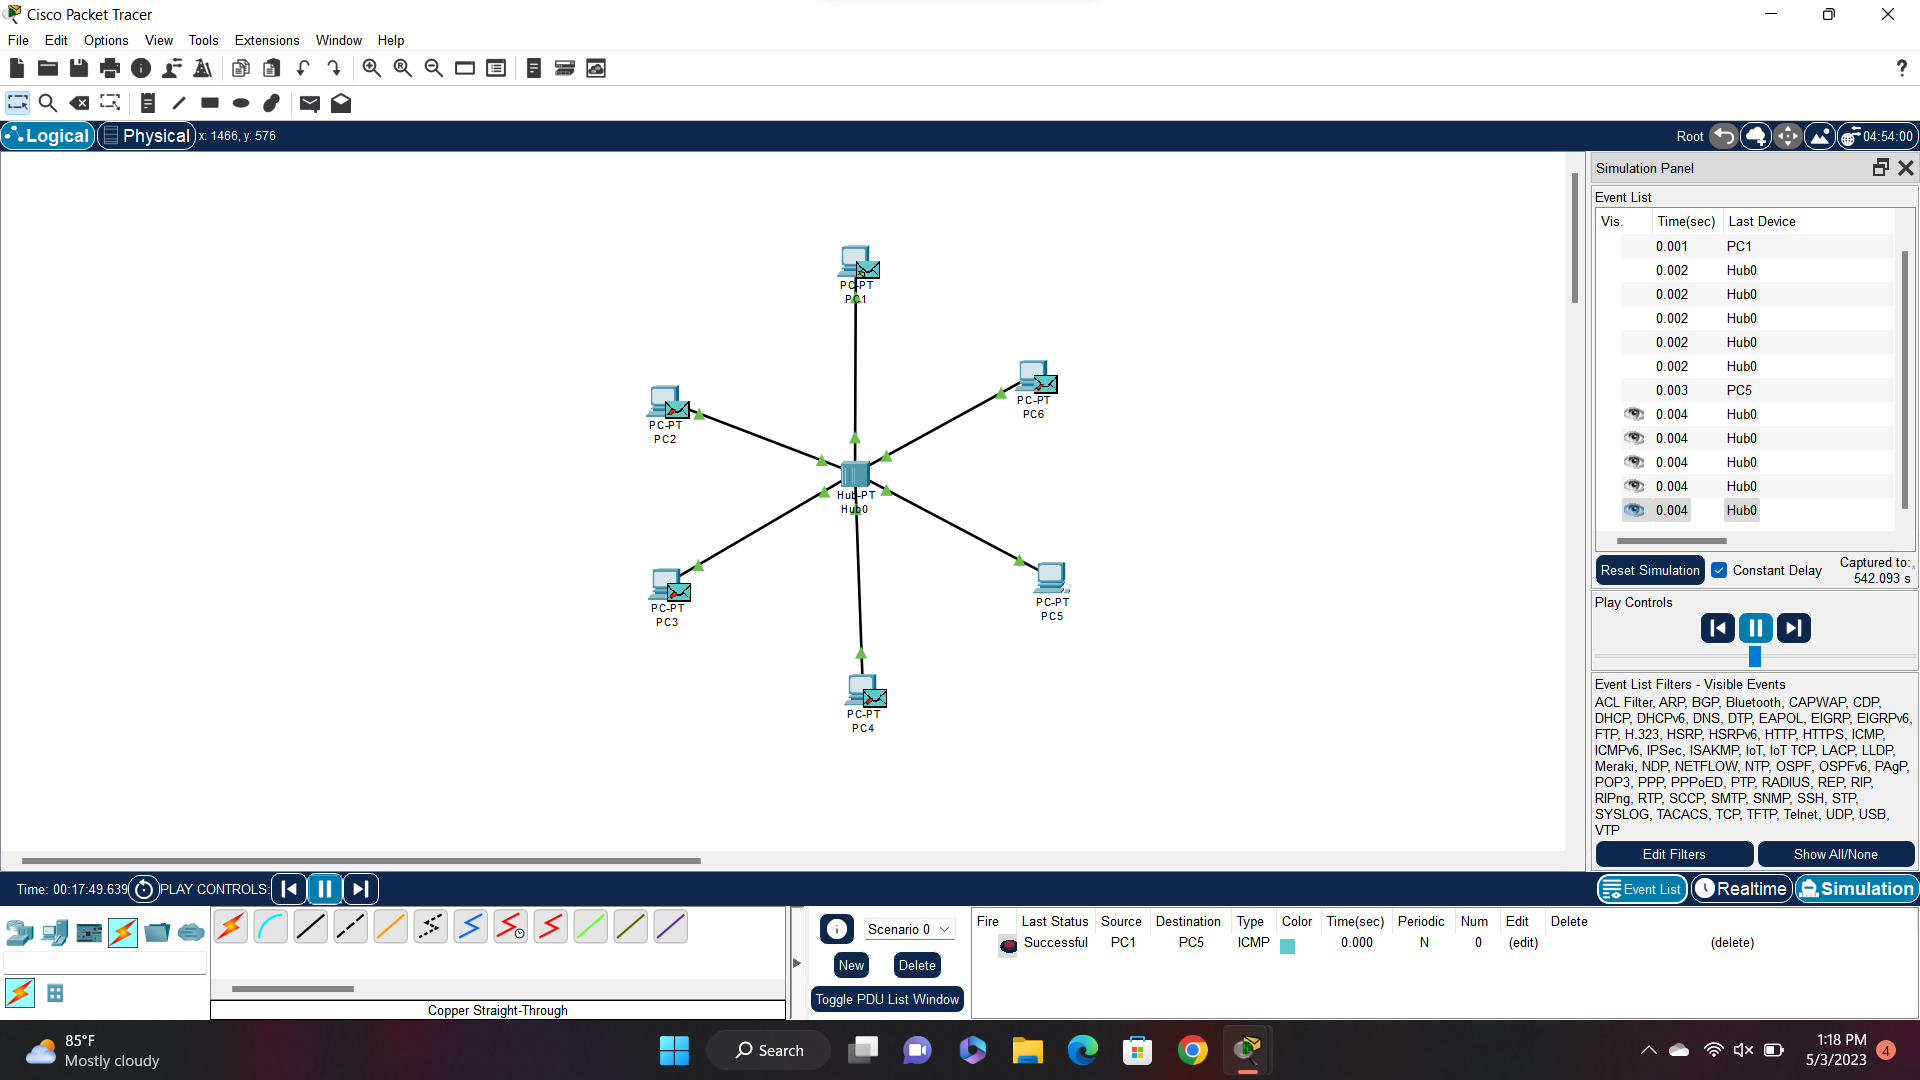 Cisco Packet Tracer
File Edit Options View Tools Extensions Window Help
?
Logical Physical x: 1466, y: 576 Root 04:54:00
Simulation Panel
Event List
Vis. Time(sec) Last Device
0.001 PC1
0.002 Hub0
0.002 Hub0
0.002 Hub0
0.002 Hub0
0.002 Hub0
0.003 PC5
0.004 Hub0
0.004 Hub0
0.004 Hub0
0.004 Hub0
0.004 Hub0
Reset Simulation Constant Delay Captured to:
542.093 s
Play Controls
Event List Filters - Visible Events
ACL Filter, ARP, BGP, Bluetooth, CAPWAP, CDP,
DHCP, DHCPv6, DNS, DTP, EAPOL, EIGRP, EIGRPv6,
FTP, H.323, HSRP, HSRPv6, HTTP, HTTPS, ICMP,
ICMPv6, IPSec, ISAKMP, IoT, IoT TCP, LACP, LLDP,
Meraki, NDP, NETFLOW, NTP, OSPF, OSPFv6, PAgP,
POP3, PPP, PPPoED, PTP, RADIUS, REP, RIP,
RIPng, RTP, SCCP, SMTP, SNMP, SSH, STP,
SYSLOG, TACACS, TCP, TFTP, Telnet, UDP, USB,
VTP
Edit Filters Show All/None
PC-PT
PC1
PC-PT
PC6
PC-PT
PC2
Hub-PT
Hub0
PC-PT
PC3
PC-PT
PC5
PC-PT
PC4
Time: 00:17:49.639 PLAY CONTROLS: Event List Realtime Simulation
Scenario 0
New Delete
Toggle PDU List Window
Fire Last Status Source Destination Type Color Time(sec) Periodic Num Edit Delete
Successful PC1 PC5 ICMP 0.000 N 0 (edit) (delete)
Copper Straight-Through
85°F
Mostly cloudy
Search
1:18 PM
5/3/2023
4